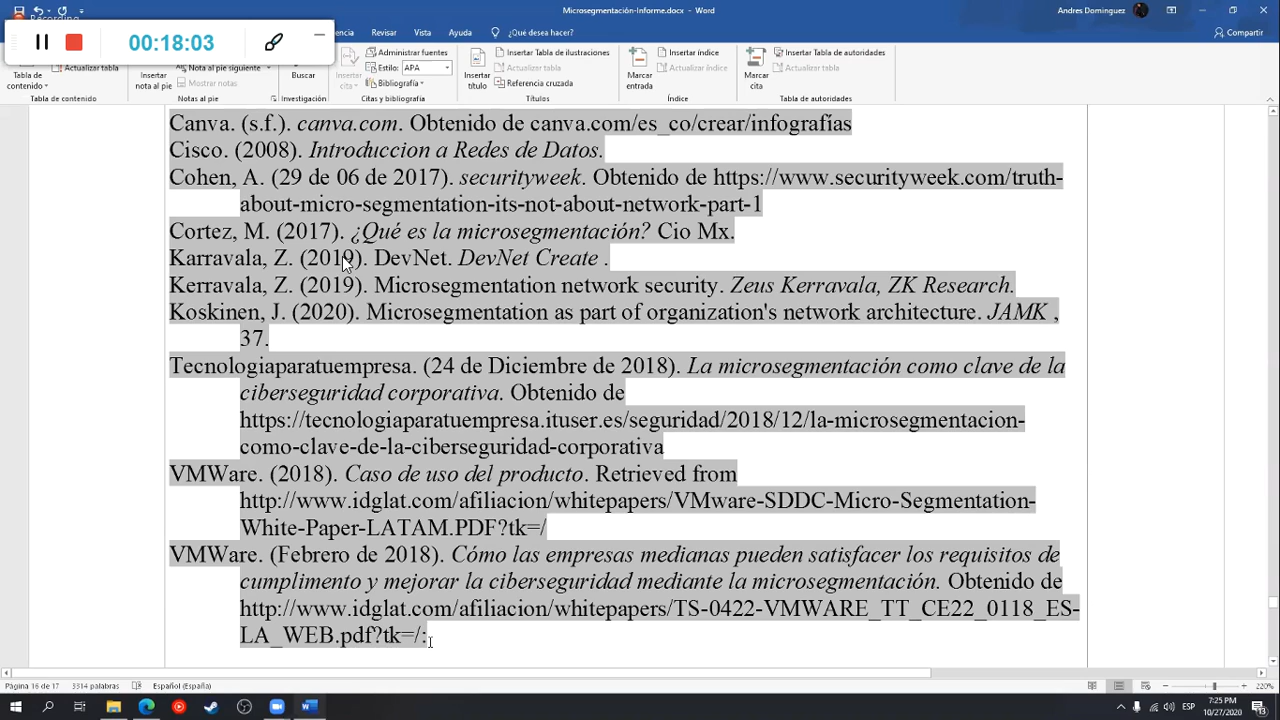 Microsegmentación-Informe.docx - Word
Andres Dominguez
00:18:03
encia
Revisar
Vista
Ayuda
¿Qué desea hacer?
Compartir
Tabla de contenido
Actualizar tabla
Insertar nota al pie
Siguiente nota al pie
Mostrar notas
Buscar
Insertar cita
Administrar fuentes
Estilo: APA
Bibliografía
Insertar título
Insertar Tabla de ilustraciones
Actualizar tabla
Referencia cruzada
Marcar entrada
Insertar índice
Actualizar índice
Marcar cita
Insertar Tabla de autoridades
Actualizar tabla
Tabla de contenido
Notas al pie
Investigación
Citas y bibliografía
Títulos
Índice
Tabla de autoridades
Canva. (s.f.). canva.com. Obtenido de canva.com/es_co/crear/infografías
Cisco. (2008). Introduccion a Redes de Datos.
Cohen, A. (29 de 06 de 2017). securityweek. Obtenido de https://www.securityweek.com/truth-
about-micro-segmentation-its-not-about-network-part-1
Cortez, M. (2017). ¿Qué es la microsegmentación? Cio Mx.
Karravala, Z. (2019). DevNet. DevNet Create .
Kerravala, Z. (2019). Microsegmentation network security. Zeus Kerravala, ZK Research.
Koskinen, J. (2020). Microsegmentation as part of organization's network architecture. JAMK ,
37.
Tecnologiaparatuempresa. (24 de Diciembre de 2018). La microsegmentación como clave de la
ciberseguridad corporativa. Obtenido de
https://tecnologiaparatuempresa.ituser.es/seguridad/2018/12/la-microsegmentacion-
como-clave-de-la-ciberseguridad-corporativa
VMWare. (2018). Caso de uso del producto. Retrieved from
http://www.idglat.com/afiliacion/whitepapers/VMware-SDDC-Micro-Segmentation-
White-Paper-LATAM.PDF?tk=/
VMWare. (Febrero de 2018). Cómo las empresas medianas pueden satisfacer los requisitos de
cumplimento y mejorar la ciberseguridad mediante la microsegmentación. Obtenido de
http://www.idglat.com/afiliacion/whitepapers/TS-0422-VMWARE_TT_CE22_0118_ES-
LA_WEB.pdf?tk=/:
Página 16 de 17
3314 palabras
Español (España)
220%
ESP
7:25 PM
10/27/2020
13